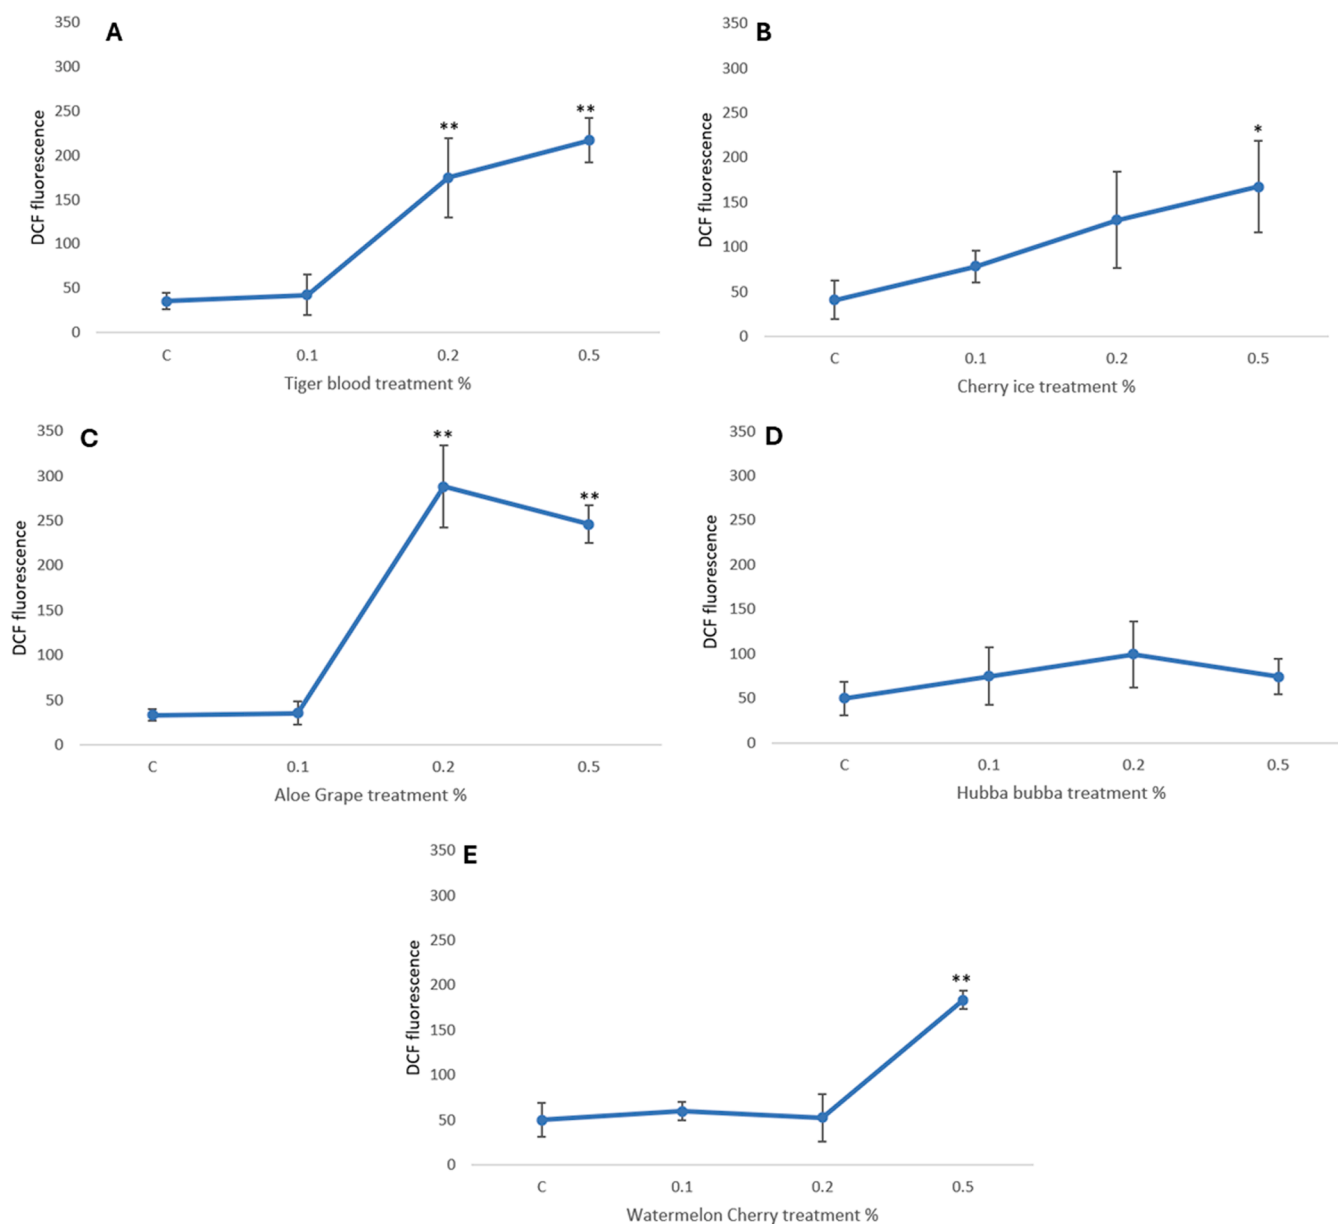 A
350
300
250
200
150
100
50
0
DCF fluorescence
**
**
C 0.1 0.2 0.5
Tiger blood treatment %
B
350
300
250
200
150
100
50
0
DCF fluorescence
*
C 0.1 0.2 0.5
Cherry ice treatment %
C
350
300
250
200
150
100
50
0
DCF fluorescence
**
**
C 0.1 0.2 0.5
Aloe Grape treatment %
D
350
300
250
200
150
100
50
0
DCF fluorescence
C 0.1 0.2 0.5
Hubba bubba treatment %
E
350
300
250
200
150
100
50
0
DCF fluorescence
**
C 0.1 0.2 0.5
Watermelon Cherry treatment %